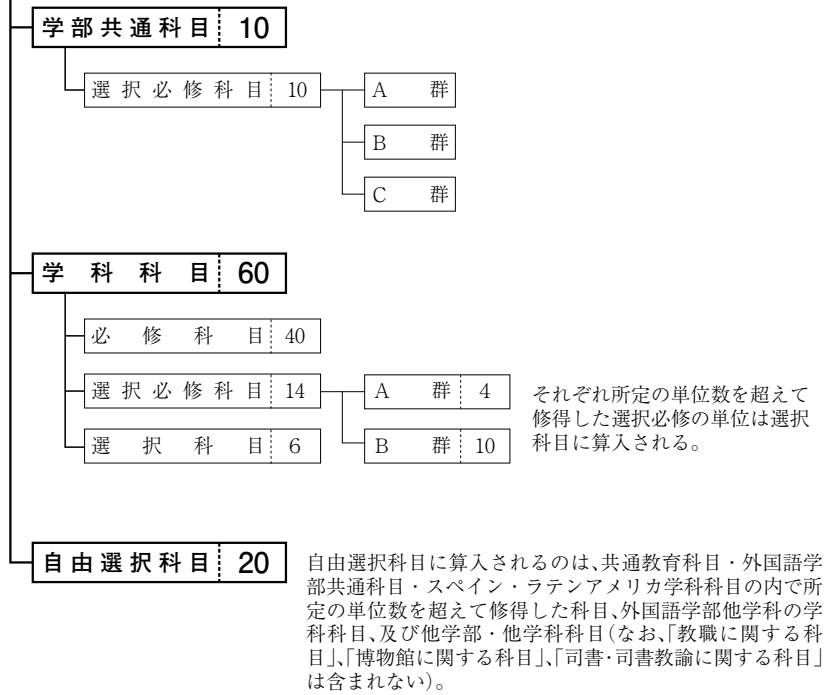 学部共通科目 10
選択必修科目 10
A 群
B 群
C 群
学科科目 60
必修科目 40
選択必修科目 14
A 群 4
選択科目 6
B 群 10
それぞれ所定の単位数を超えて
修得した選択必修の単位は選択
科目に算入される。
自由選択科目 20
自由選択科目に算入されるのは、共通教育科目・外国語学
部共通科目・スペイン・ラテンアメリカ学科科目の内で所
定の単位数を超えて修得した科目、外国語学部他学科の学
科科目、及び他学部・他学科科目(なお、「教職に関する科
目」、「博物館に関する科目」、「司書・司書教諭に関する科目」
は含まれない)。